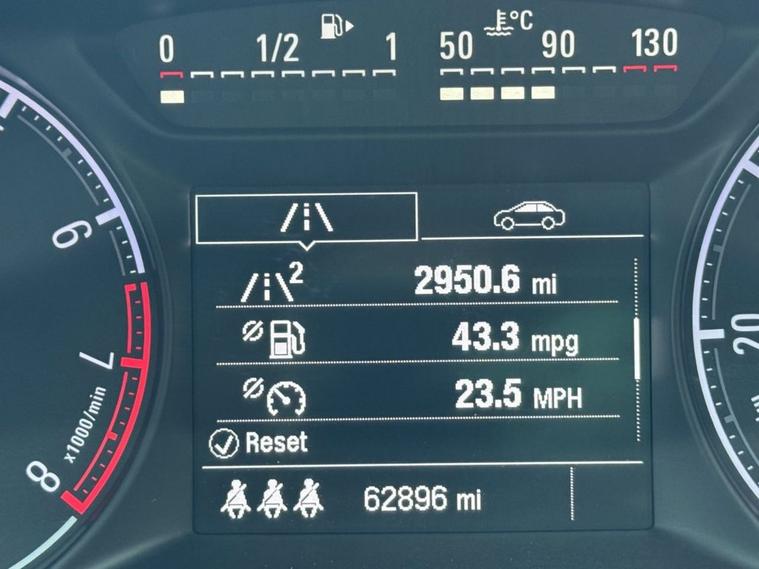 0 1/2 1 50 °C 90 130
6
7
8
x1000/min
20
2 2950.6 mi
43.3 mpg
23.5 MPH
Reset
62896 mi